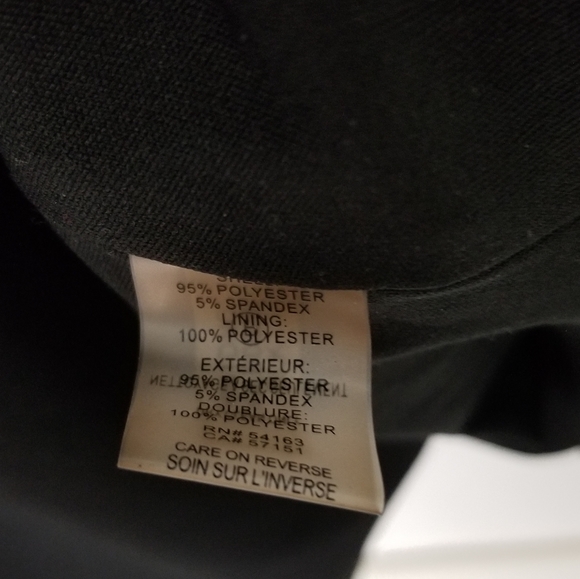 SHELL:
95% POLYESTER
5% SPANDEX
LINING:
100% POLYESTER
EXTÉRIEUR:
95% POLYESTER
5% SPANDEX
DOUBLURE:
100% POLYESTER
RN# 54163
CA# 57151
CARE ON REVERSE
SOIN SUR L'INVERSE